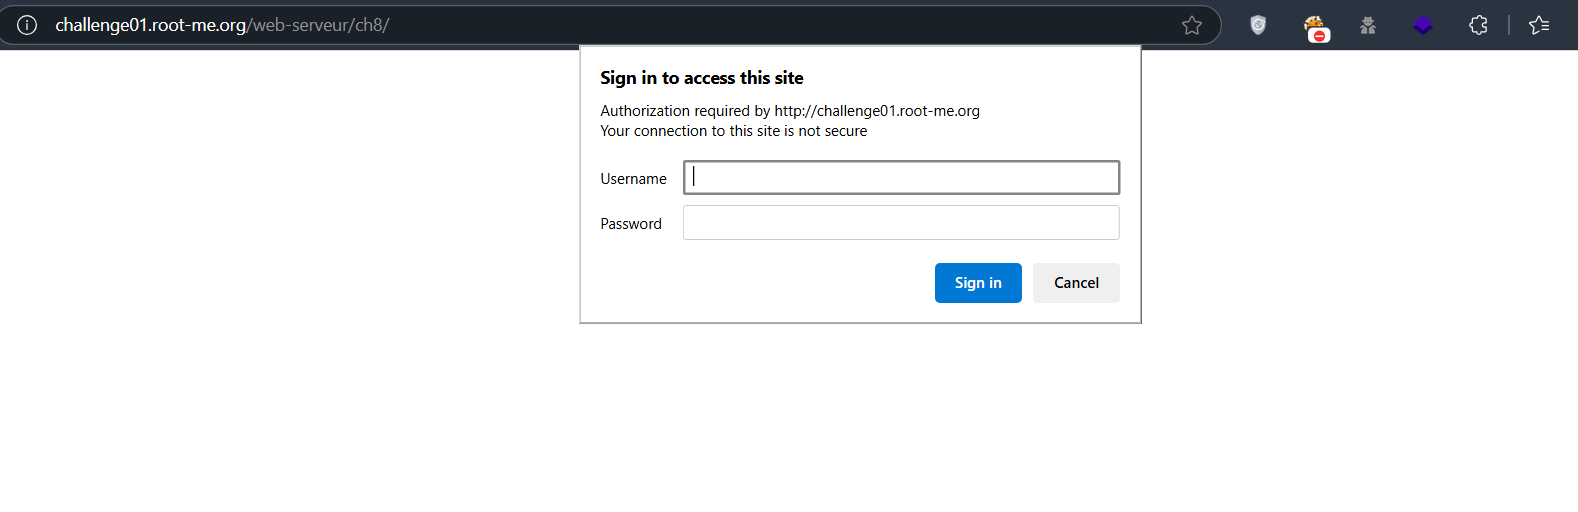 challenge01.root-me.org/web-serveur/ch8/
Sign in to access this site
Authorization required by http://challenge01.root-me.org
Your connection to this site is not secure
Username
Password
Sign in
Cancel